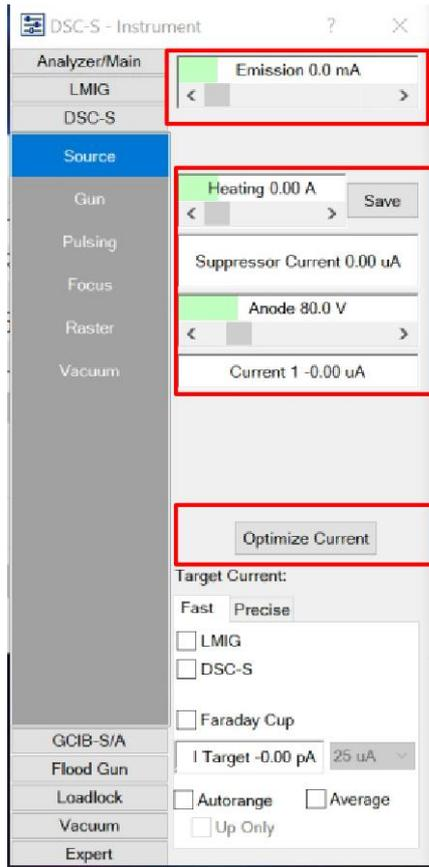 DSC-S - Instrument
Analyzer/Main
LMIG
DSC-S
Source
Gun
Pulsing
Focus
Raster
Vacuum
GCIB-S/A
Flood Gun
Loadlock
Vacuum
Expert
Emission 0.0 mA
Heating 0.00 A
Save
Suppressor Current 0.00 uA
Anode 80.0 V
Current 1 -0.00 uA
Optimize Current
Target Current:
Fast Precise
LMIG
DSC-S
Faraday Cup
I Target -0.00 pA 25 uA
Autorange Average
Up Only